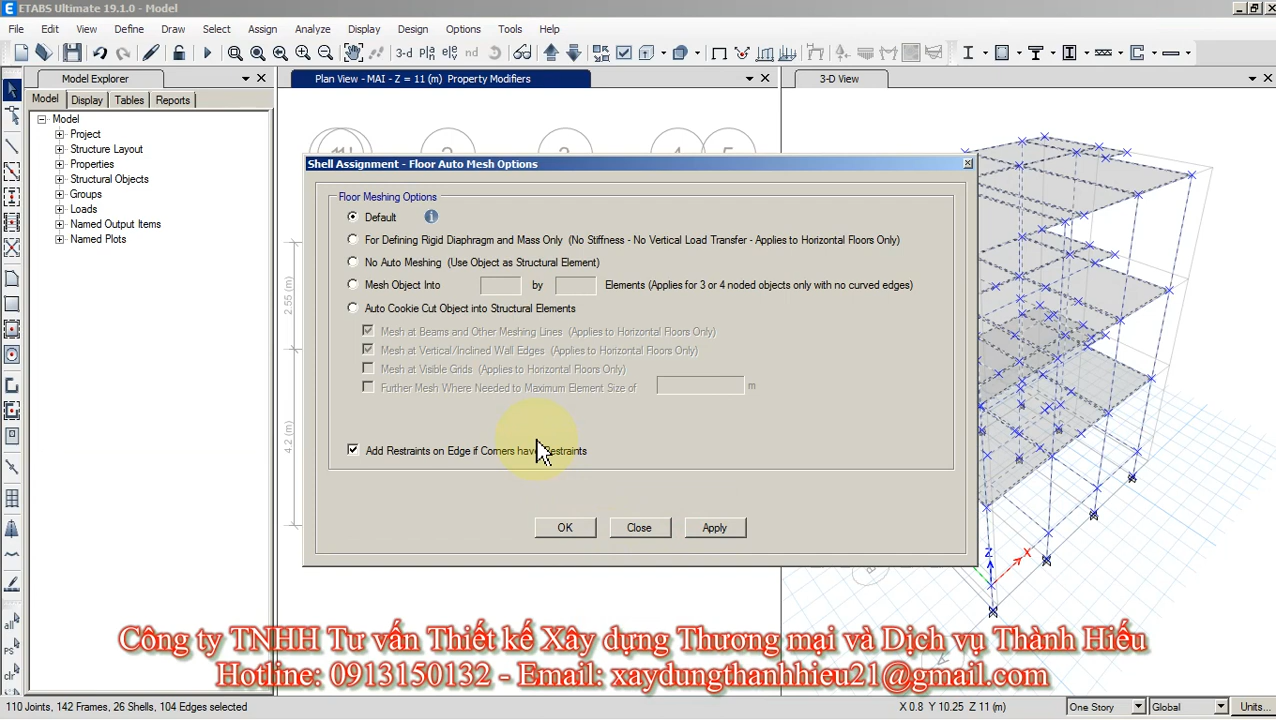 ETABS Ultimate 19.1.0 - Model
File Edit View Define Draw Select Assign Analyze Display Design Options Tools Help
3-d
Model Explorer
Plan View - MAI - Z = 11 (m) Property Modifiers
3-D View
Model Display Tables Reports
Model
Project
Structure Layout
Properties
Structural Objects
Groups
Loads
Named Output Items
Named Plots
2 3 4 5
2.55 (m)
4.2 (m)
Shell Assignment - Floor Auto Mesh Options
Floor Meshing Options
Default
For Defining Rigid Diaphragm and Mass Only (No Stiffness - No Vertical Load Transfer - Applies to Horizontal Floors Only)
No Auto Meshing (Use Object as Structural Element)
Mesh Object Into by Elements (Applies for 3 or 4 noded objects only with no curved edges)
Auto Cookie Cut Object into Structural Elements
Mesh at Beams and Other Meshing Lines (Applies to Horizontal Floors Only)
Mesh at Vertical/Inclined Wall Edges (Applies to Horizontal Floors Only)
Mesh at Visible Grids (Applies to Horizontal Floors Only)
Further Mesh Where Needed to Maximum Element Size of m
Add Restraints on Edge if Corners have Restraints
OK Close Apply
Z X
all
PS
clr
Công ty TNHH Tư vấn Thiết kế Xây dựng Thương mại và Dịch vụ Thành Hiếu
Hotline: 0913150132 - Email: xaydungthanhhieu21@gmail.com
110 Joints, 142 Frames, 26 Shells, 104 Edges selected
X 0.8 Y 10.25 Z 11 (m)
One Story
Global
Units...